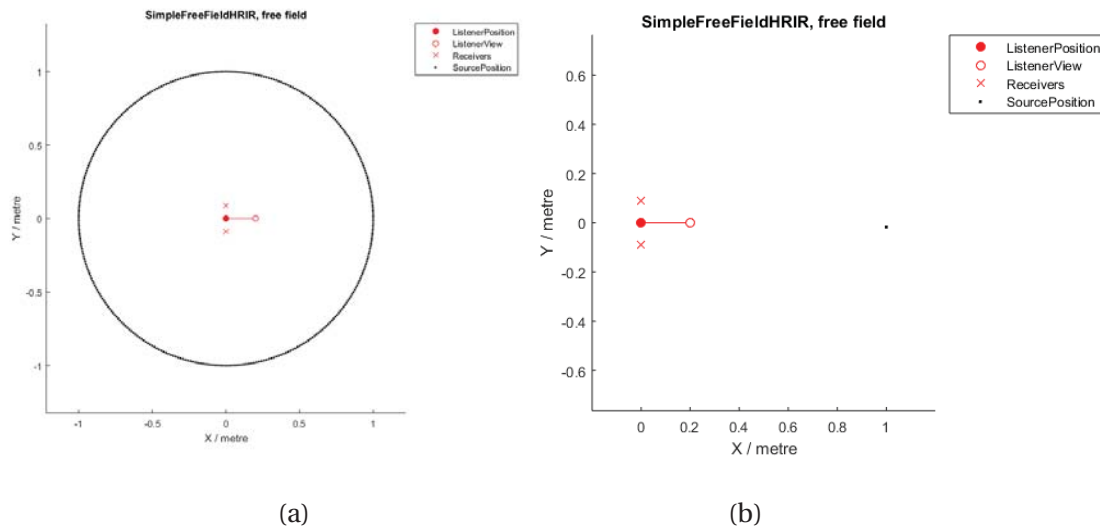 SimpleFreeFieldHRIR, free field
ListenerPosition
ListenerView
Receivers
SourcePosition
1
0.5
0
-0.5
-1
Y / metre
-1 -0.5 0 0.5 1
X / metre
(a)
SimpleFreeFieldHRIR, free field
ListenerPosition
ListenerView
Receivers
SourcePosition
0.6
0.4
0.2
0
-0.2
-0.4
-0.6
Y / metre
0 0.2 0.4 0.6 0.8 1
X / metre
(b)